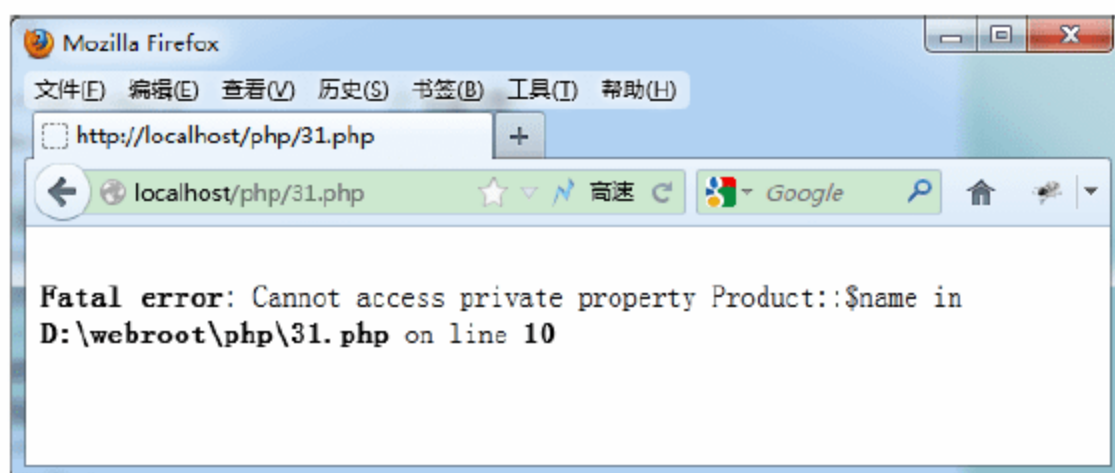 Mozilla Firefox
文件(F) 编辑(E) 查看(V) 历史(S) 书签(B) 工具(T) 帮助(H)
http://localhost/php/31.php
localhost/php/31.php 高速 Google
Fatal error: Cannot access private property Product::$name in
D:\webroot\php\31.php on line 10